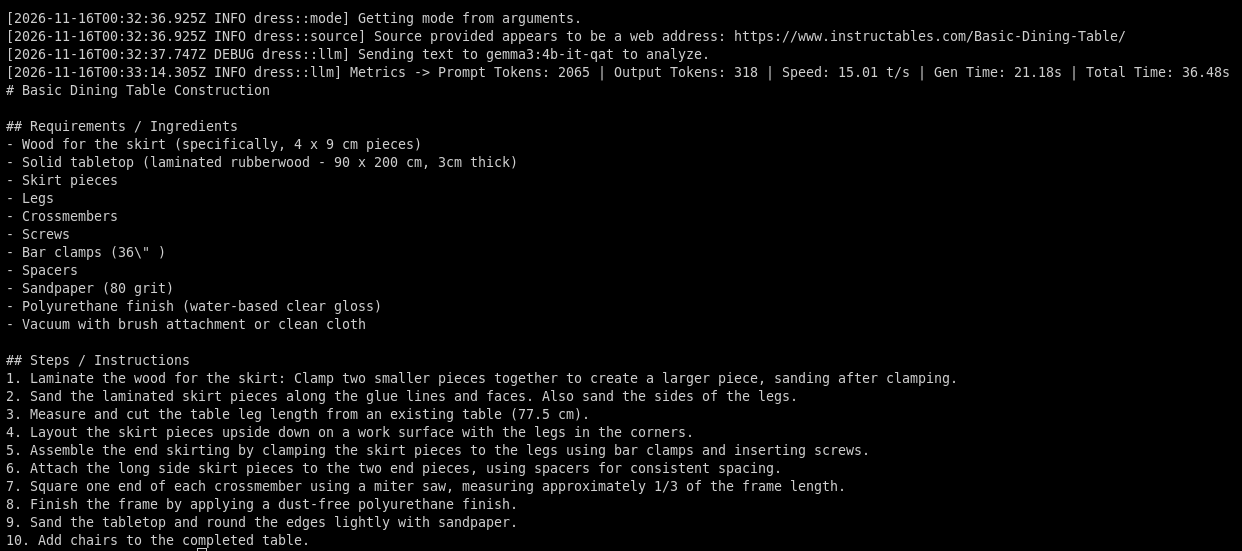 [2026-11-16T00:32:36.925Z INFO dress::mode] Getting mode from arguments.
[2026-11-16T00:32:36.925Z INFO dress::source] Source provided appears to be a web address: https://www.instructables.com/Basic-Dining-Table/
[2026-11-16T00:32:37.747Z DEBUG dress::llm] Sending text to gemma3:4b-it-qat to analyze.
[2026-11-16T00:33:14.305Z INFO dress::llm] Metrics -> Prompt Tokens: 2065 | Output Tokens: 318 | Speed: 15.01 t/s | Gen Time: 21.18s | Total Time: 36.48s
# Basic Dining Table Construction

## Requirements / Ingredients
- Wood for the skirt (specifically, 4 x 9 cm pieces)
- Solid tabletop (laminated rubberwood - 90 x 200 cm, 3cm thick)
- Skirt pieces
- Legs
- Crossmembers
- Screws
- Bar clamps (36\" )
- Spacers
- Sandpaper (80 grit)
- Polyurethane finish (water-based clear gloss)
- Vacuum with brush attachment or clean cloth

## Steps / Instructions
1. Laminate the wood for the skirt: Clamp two smaller pieces together to create a larger piece, sanding after clamping.
2. Sand the laminated skirt pieces along the glue lines and faces. Also sand the sides of the legs.
3. Measure and cut the table leg length from an existing table (77.5 cm).
4. Layout the skirt pieces upside down on a work surface with the legs in the corners.
5. Assemble the end skirting by clamping the skirt pieces to the legs using bar clamps and inserting screws.
6. Attach the long side skirt pieces to the two end pieces, using spacers for consistent spacing.
7. Square one end of each crossmember using a miter saw, measuring approximately 1/3 of the frame length.
8. Finish the frame by applying a dust-free polyurethane finish.
9. Sand the tabletop and round the edges lightly with sandpaper.
10. Add chairs to the completed table.